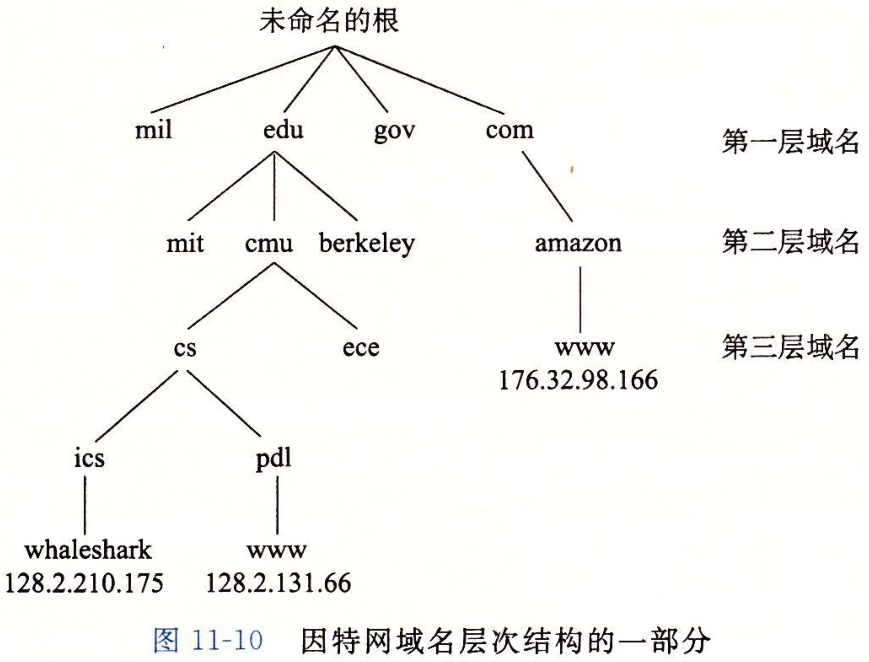 未命名的根
mil edu gov com 第一层域名
mit cmu berkeley amazon 第二层域名
cs ece www 第三层域名
176.32.98.166
ics pdl
whaleshark www
128.2.210.175 128.2.131.66
图 11-10 因特网域名层次结构的一部分